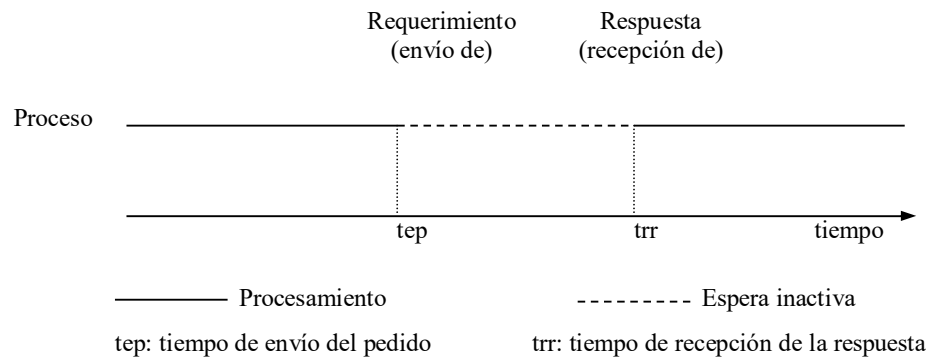 Requerimiento Respuesta
(envío de) (recepción de)
Proceso
tep trr tiempo
Procesamiento Espera inactiva
tep: tiempo de envío del pedido trr: tiempo de recepción de la respuesta